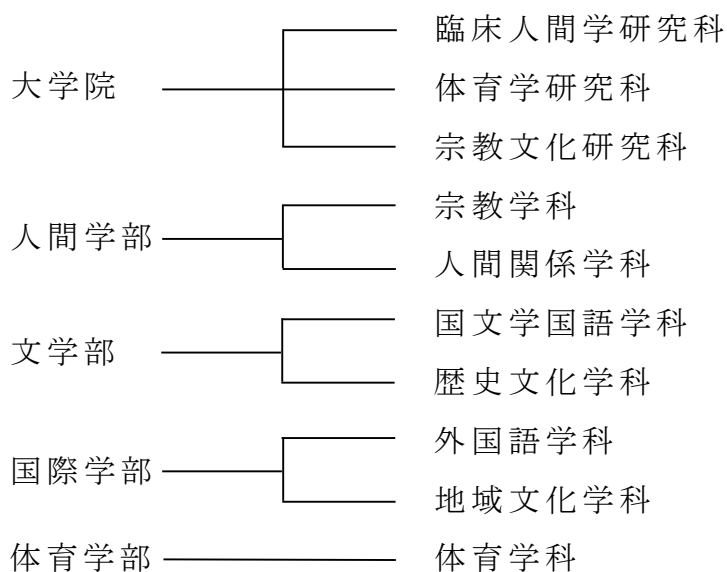 臨床人間学研究科
大学院
体育学研究科
宗教文化研究科
宗教学科
人間学部
人間関係学科
国文学国語学科
文学部
歴史文化学科
外国語学科
国際学部
地域文化学科
体育学部
体育学科